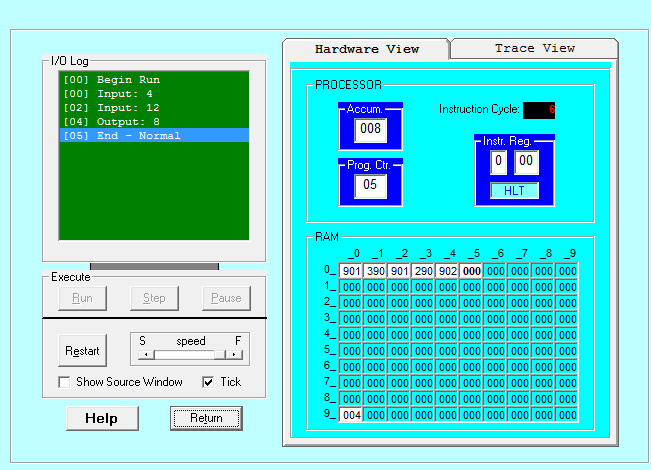 I/O Log
[00] Begin Run
[00] Input: 4
[02] Input: 12
[04] Output: 8
[05] End - Normal
Execute
Run Step Pause
Restart
S speed F
Show Source Window Tick
Help Return
Hardware View Trace View
PROCESSOR
Accum.
008
Instruction Cycle: 6
Prog. Ctr.
05
Instr. Reg.
0 00
HLT
RAM
_0 _1 _2 _3 _4 _5 _6 _7 _8 _9
0_ 901 390 901 290 902 000 000 000 000 000
1_ 000 000 000 000 000 000 000 000 000 000
2_ 000 000 000 000 000 000 000 000 000 000
3_ 000 000 000 000 000 000 000 000 000 000
4_ 000 000 000 000 000 000 000 000 000 000
5_ 000 000 000 000 000 000 000 000 000 000
6_ 000 000 000 000 000 000 000 000 000 000
7_ 000 000 000 000 000 000 000 000 000 000
8_ 000 000 000 000 000 000 000 000 000 000
9_ 004 000 000 000 000 000 000 000 000 000